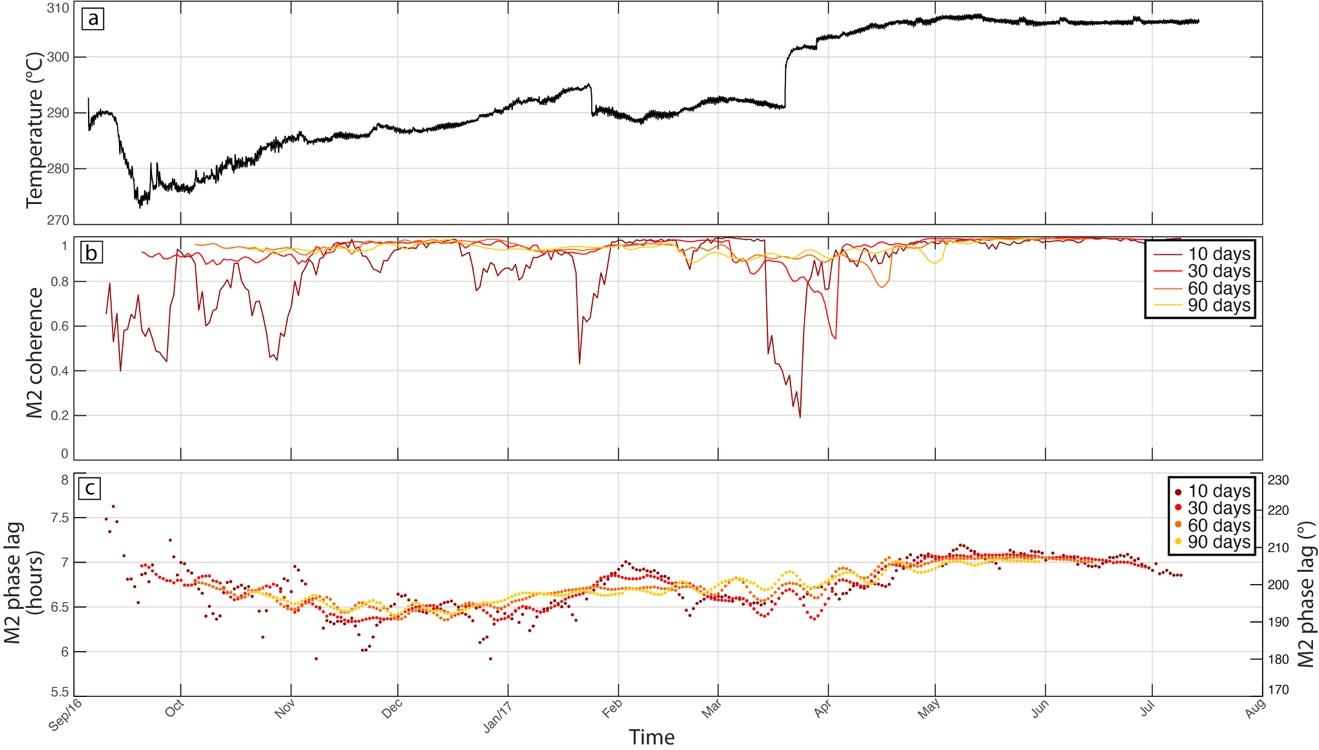 a
Temperature (°C)
310
300
290
280
270
b
M2 coherence
1
0.8
0.6
0.4
0.2
0
10 days
30 days
60 days
90 days
c
M2 phase lag
(hours)
8
7.5
7
6.5
6
5.5
10 days
30 days
60 days
90 days
230
220
210
200
190
180
170
M2 phase lag (°)
Sep/16
Oct
Nov
Dec
Jan/17
Feb
Mar
Apr
May
Jun
Jul
Aug
Time